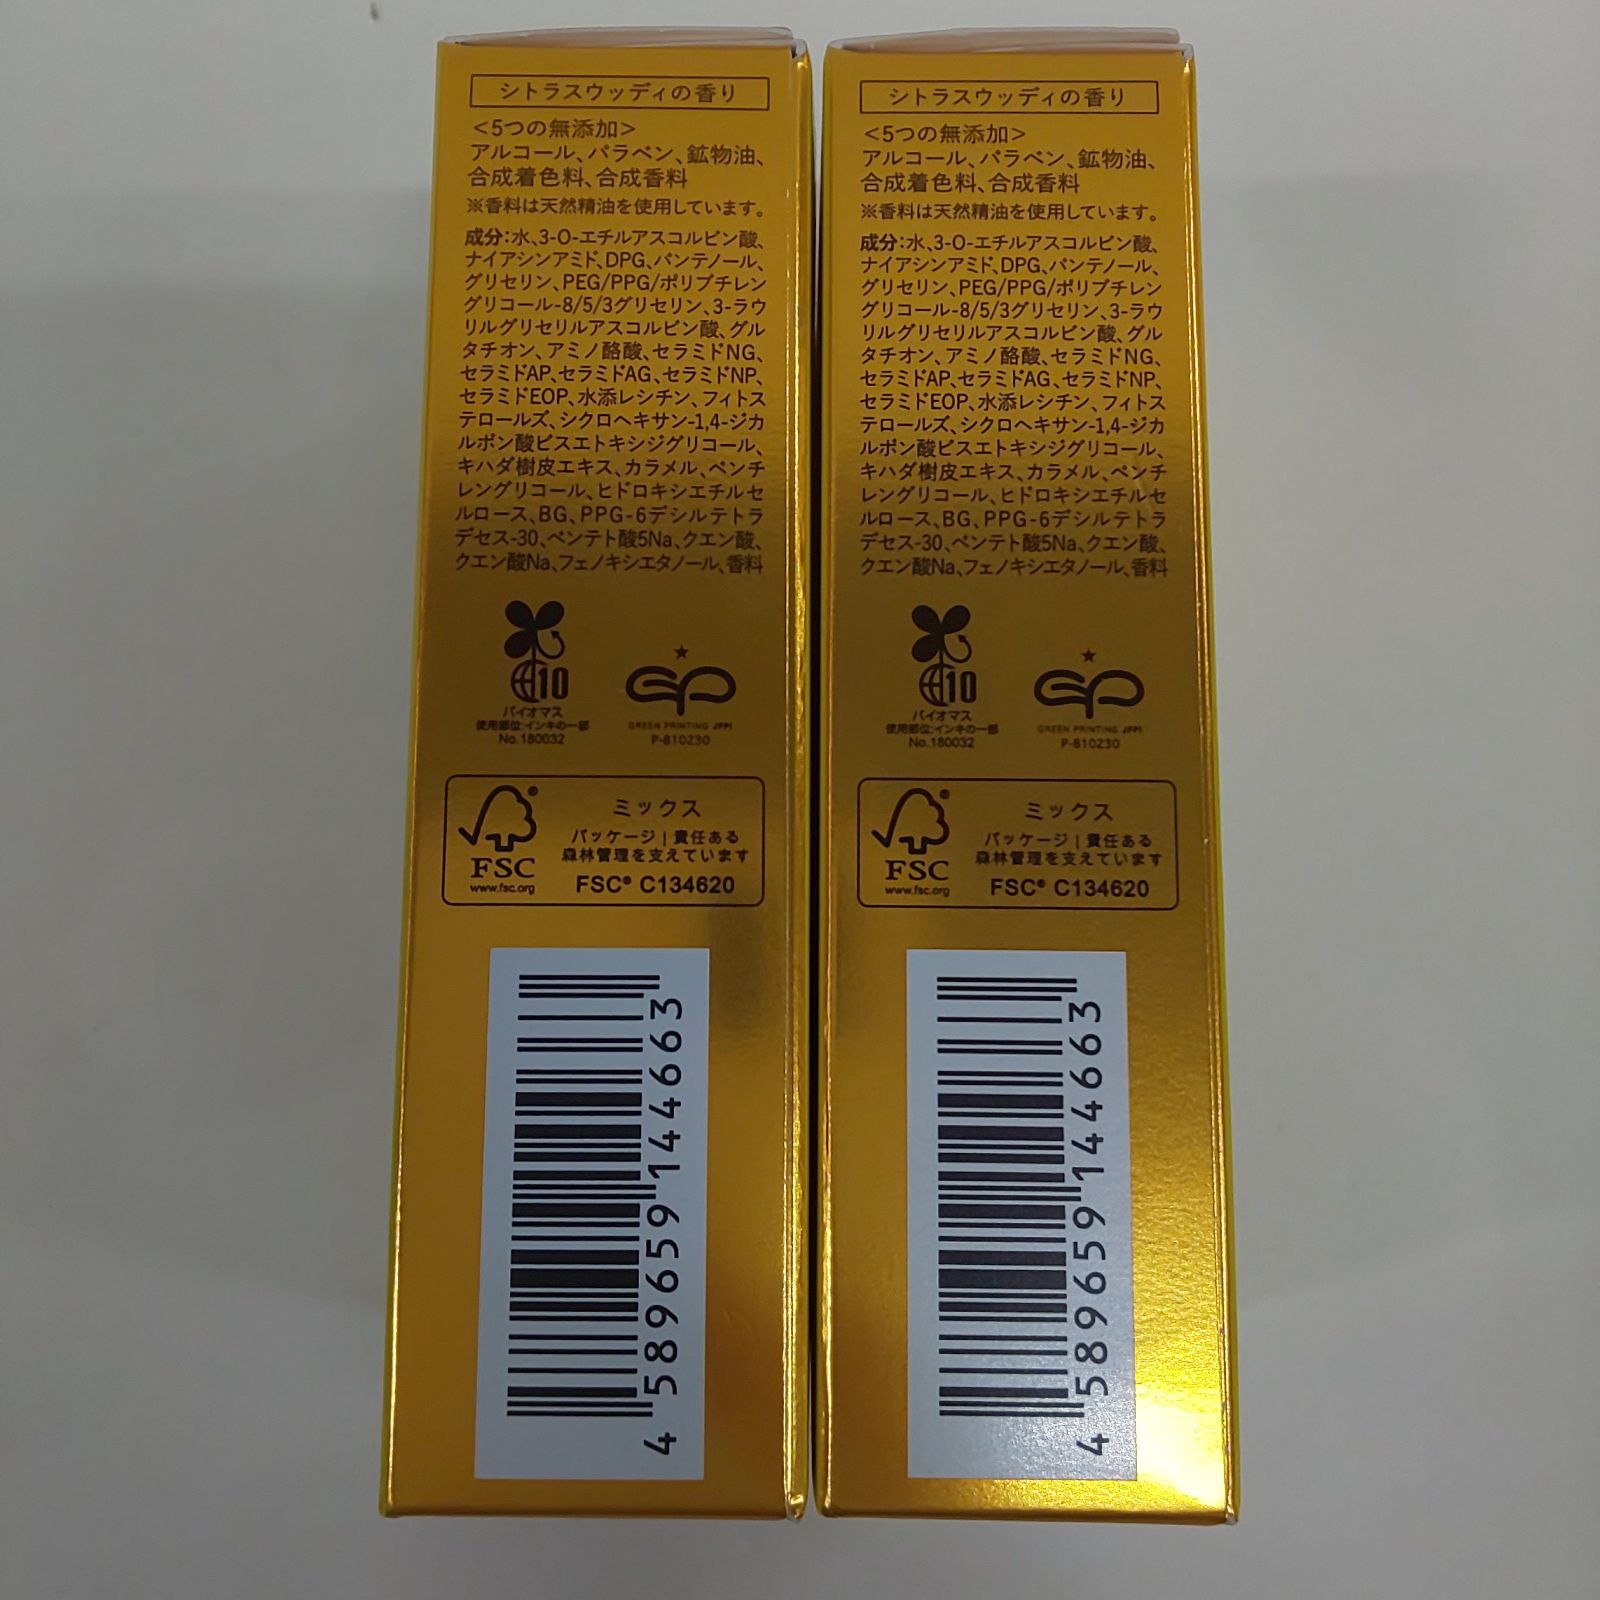 シトラスウッディの香り
<5つの無添加>
アルコール、パラベン、鉱物油、
合成着色料、合成香料
※香料は天然精油を使用しています。
成分:水、3-O-エチルアスコルビン酸、
ナイアシンアミド、DPG、パンテノール、
グリセリン、PEG/PPG/ポリブチレン
グリコール-8/5/3グリセリン、3-ラウ
リルグリセリルアスコルビン酸、グル
タチオン、アミノ酪酸、セラミドNG、
セラミドAP、セラミドAG、セラミドNP、
セラミドEOP、水添レシチン、フィトス
テロールズ、シクロヘキサン-1,4-ジカ
ルボン酸ビスエトキシジグリコール、
キハダ樹皮エキス、カラメル、ペンチ
レングリコール、ヒドロキシエチルセ
ルロース、BG、PPG-6デシルテトラ
デセス-30、ペンテト酸5Na、クエン酸、
クエン酸Na、フェノキシエタノール、香料
10
バイオマス
使用部位:インキの一部
No.180032
GREEN PRINTING JFPI
P-B10230
FSC
www.fsc.org
ミックス
パッケージ|責任ある
森林管理を支えています
FSC® C134620
4 589659 144663
シトラスウッディの香り
<5つの無添加>
アルコール、パラベン、鉱物油、
合成着色料、合成香料
※香料は天然精油を使用しています。
成分:水、3-O-エチルアスコルビン酸、
ナイアシンアミド、DPG、パンテノール、
グリセリン、PEG/PPG/ポリブチレン
グリコール-8/5/3グリセリン、3-ラウ
リルグリセリルアスコルビン酸、グル
タチオン、アミノ酪酸、セラミドNG、
セラミドAP、セラミドAG、セラミドNP、
セラミドEOP、水添レシチン、フィトス
テロールズ、シクロヘキサン-1,4-ジカ
ルボン酸ビスエトキシジグリコール、
キハダ樹皮エキス、カラメル、ペンチ
レングリコール、ヒドロキシエチルセ
ルロース、BG、PPG-6デシルテトラ
デセス-30、ペンテト酸5Na、クエン酸、
クエン酸Na、フェノキシエタノール、香料
10
バイオマス
使用部位:インキの一部
No.180032
GREEN PRINTING JFPI
P-B10230
FSC
www.fsc.org
ミックス
パッケージ|責任ある
森林管理を支えています
FSC® C134620
4 589659 144663